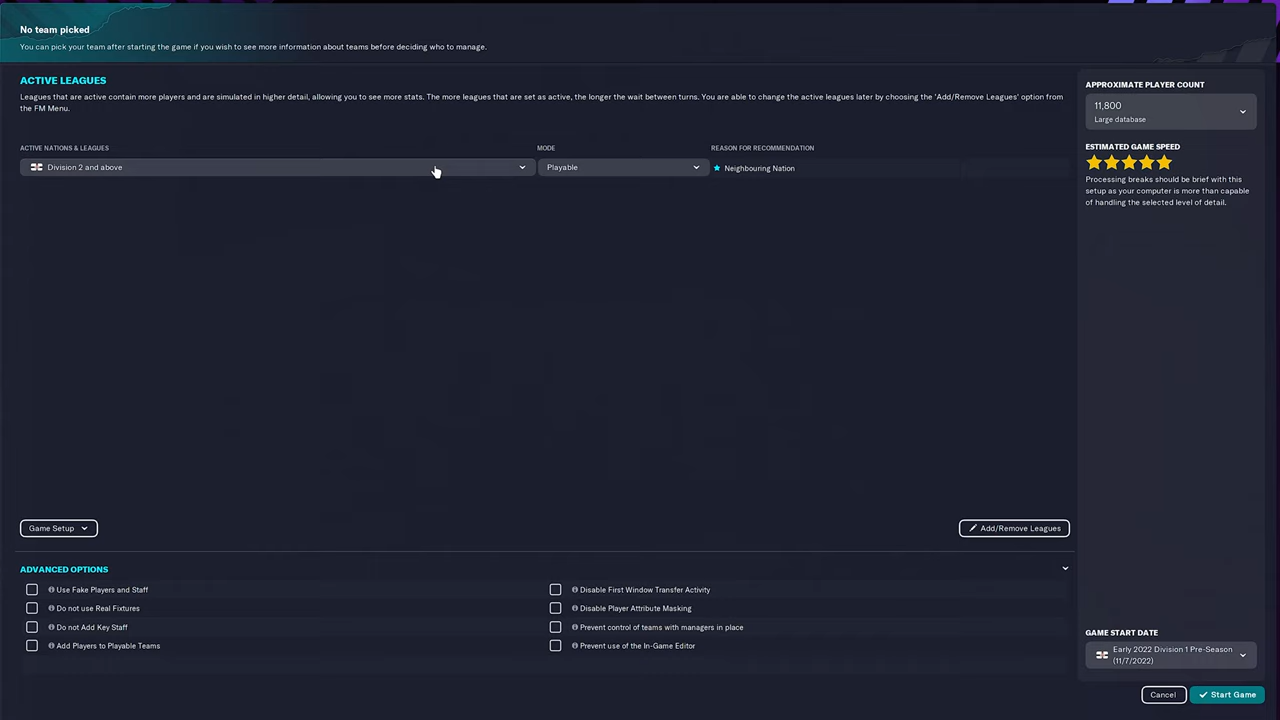 No team picked
You can pick your team after starting the game if you wish to see more information about teams before deciding who to manage.
ACTIVE LEAGUES
Leagues that are active contain more players and are simulated in higher detail, allowing you to see more stats. The more leagues that are set as active, the longer the wait between turns. You are able to change the active leagues later by choosing the 'Add/Remove Leagues' option from
the FM Menu.
ACTIVE NATIONS & LEAGUES
MODE
REASON FOR RECOMMENDATION
Division 2 and above
Playable
Neighbouring Nation
Game Setup
Add/Remove Leagues
ADVANCED OPTIONS
Use Fake Players and Staff
Disable First Window Transfer Activity
Do not use Real Fixtures
Disable Player Attribute Masking
Do not Add Key Staff
Prevent control of teams with managers in place
Add Players to Playable Teams
Prevent use of the In-Game Editor
APPROXIMATE PLAYER COUNT
11,800
Large database
ESTIMATED GAME SPEED
Processing breaks should be brief with this
setup as your computer is more than capable
of handling the selected level of detail.
GAME START DATE
Early 2022 Division 1 Pre-Season
(11/7/2022)
Cancel
Start Game